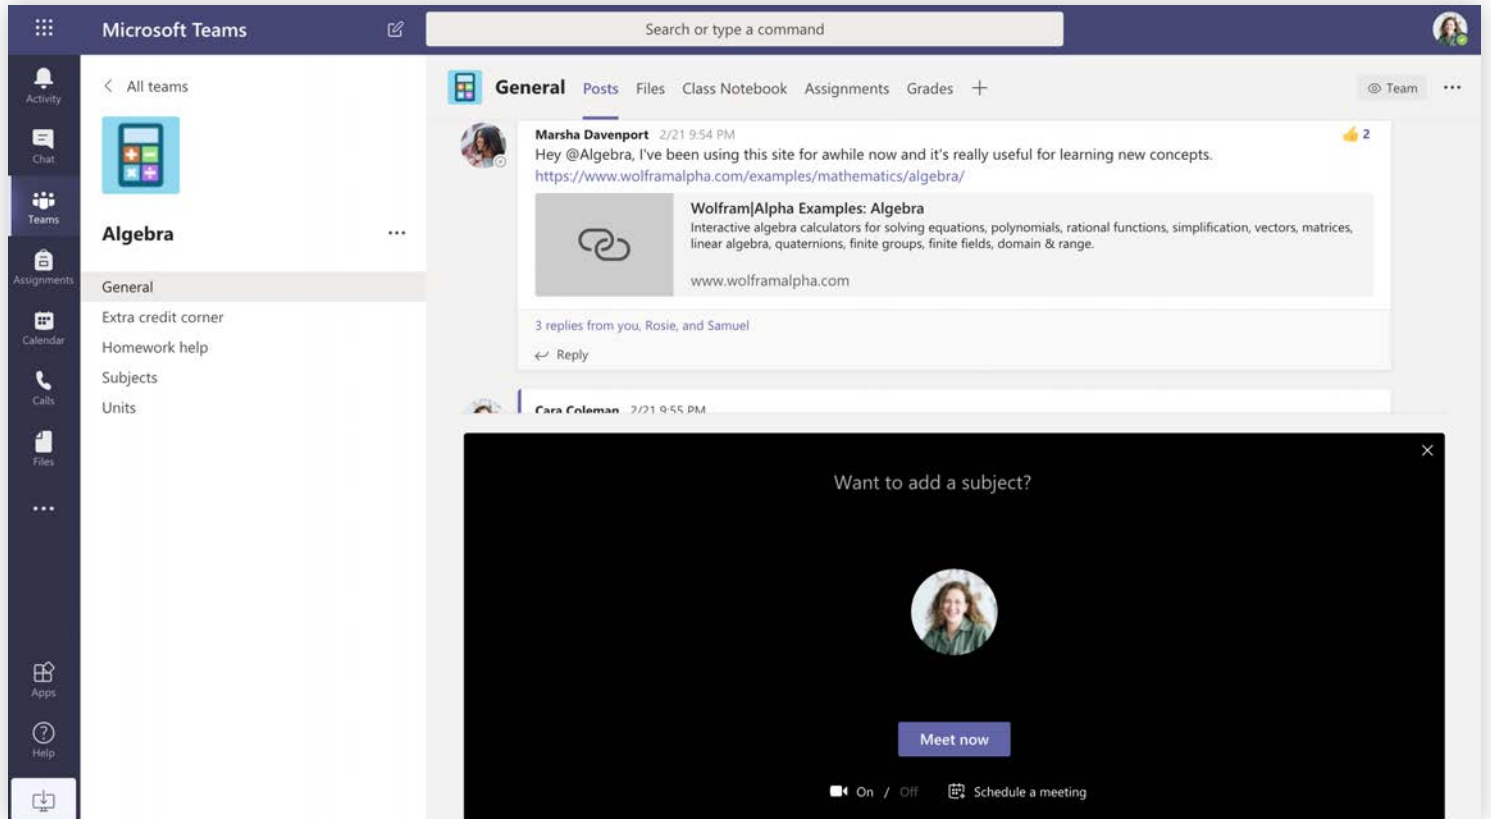 Microsoft Teams
Search or type a command
Activity
Chat
Teams
Assignments
Calendar
Calls
Files
Apps
Help
All teams
Algebra
General
Extra credit corner
Homework help
Subjects
Units
General Posts Files Class Notebook Assignments Grades
Team
Marsha Davenport 2/21 9:54 PM
2
Hey @Algebra, I've been using this site for awhile now and it's really useful for learning new concepts.
https://www.wolframalpha.com/examples/mathematics/algebra/
Wolfram|Alpha Examples: Algebra
Interactive algebra calculators for solving equations, polynomials, rational functions, simplification, vectors, matrices,
linear algebra, quaternions, finite groups, finite fields, domain & range.
www.wolframalpha.com
3 replies from you, Rosie, and Samuel
Reply
Cara Coleman 2/21 9:55 PM
Want to add a subject?
Meet now
On / Off
Schedule a meeting